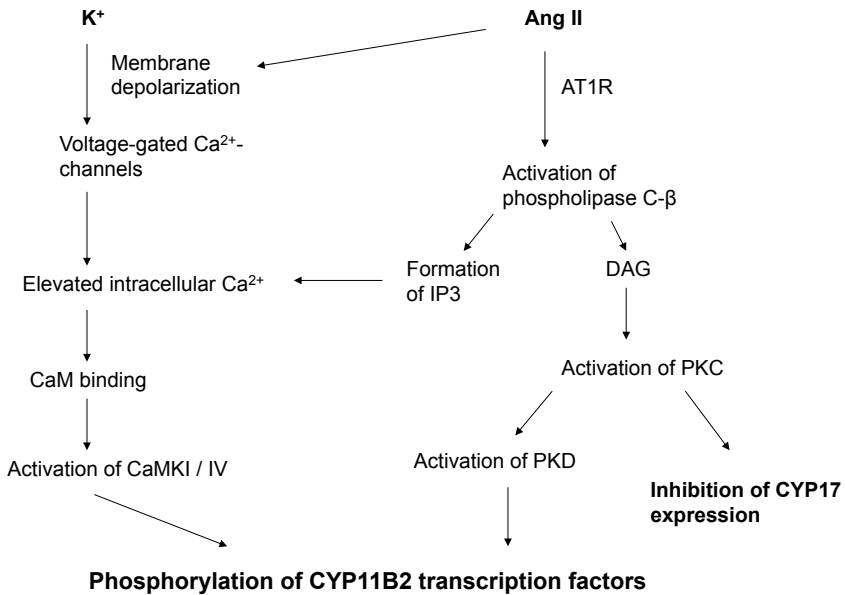 K⁺
Ang II
Membrane
depolarization
AT1R
Voltage-gated Ca²⁺-
channels
Activation of
phospholipase C-β
Elevated intracellular Ca²⁺
Formation
of IP3
DAG
CaM binding
Activation of PKC
Activation of CaMKI / IV
Activation of PKD
Inhibition of CYP17
expression
Phosphorylation of CYP11B2 transcription factors